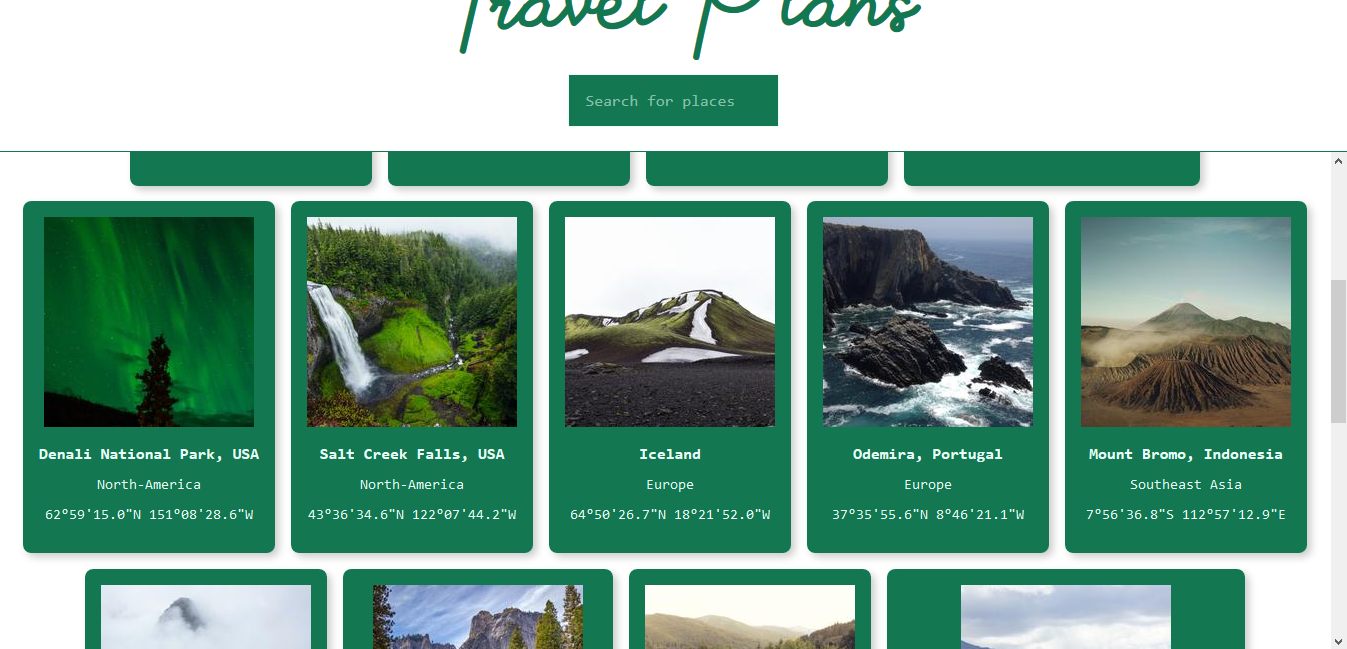 Travel Plans
Search for places
Denali National Park, USA
North-America
62°59'15.0"N 151°08'28.6"W
Salt Creek Falls, USA
North-America
43°36'34.6"N 122°07'44.2"W
Iceland
Europe
64°50'26.7"N 18°21'52.0"W
Odemira, Portugal
Europe
37°35'55.6"N 8°46'21.1"W
Mount Bromo, Indonesia
Southeast Asia
7°56'36.8"S 112°57'12.9"E